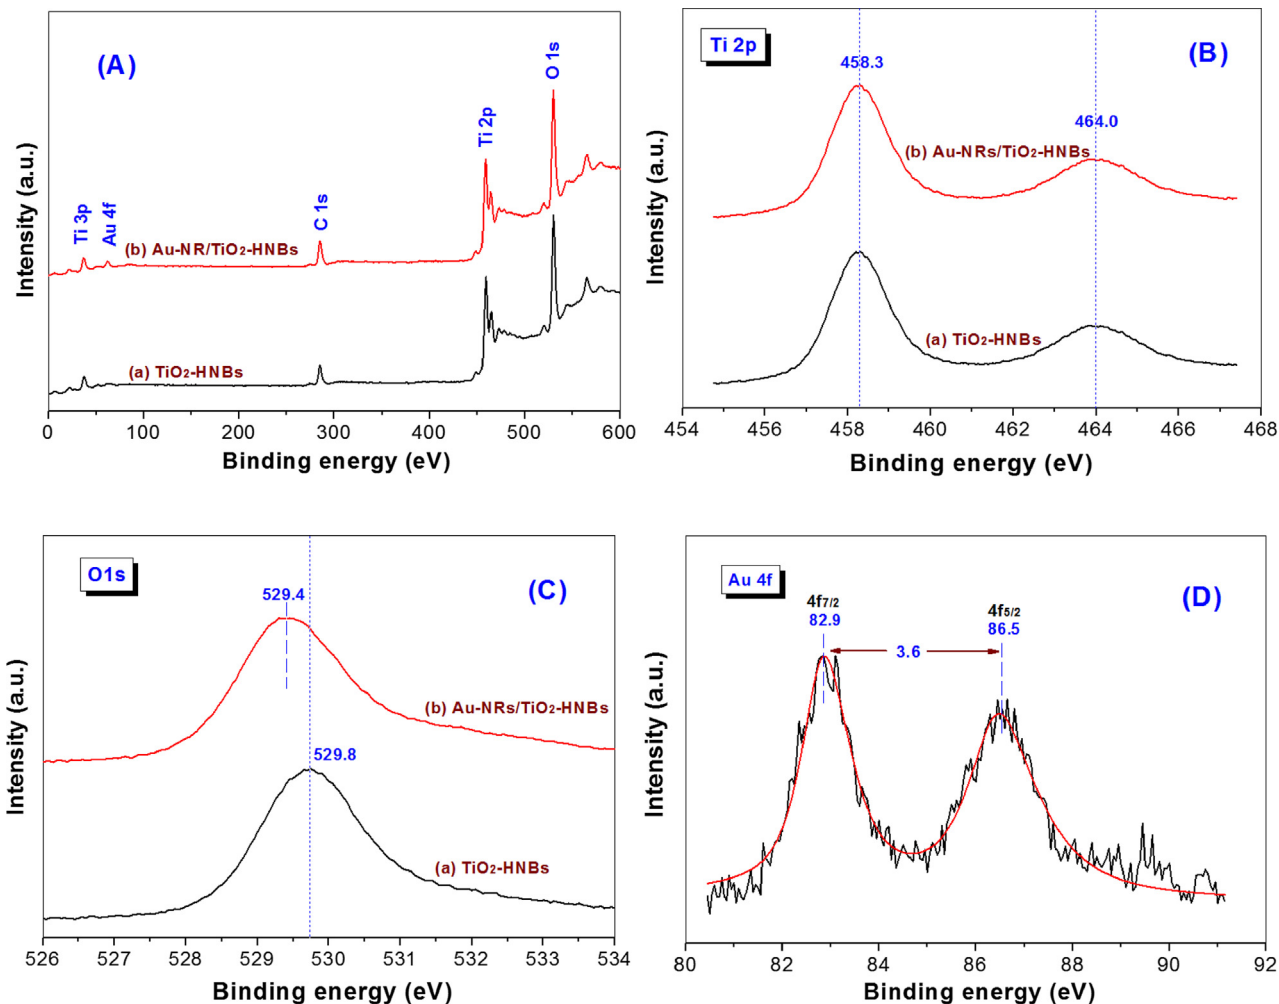 (A)
O 1s
Ti 2p
C 1s
Au 4f
Ti 3p
(b) Au-NR/TiO2-HNBs
(a) TiO2-HNBs
Intensity (a.u.)
0 100 200 300 400 500 600
Binding energy (eV)
Ti 2p
(B)
458.3
464.0
(b) Au-NRs/TiO2-HNBs
(a) TiO2-HNBs
Intensity (a.u.)
454 456 458 460 462 464 466 468
Binding energy (eV)
O1s
(C)
529.4
(b) Au-NRs/TiO2-HNBs
529.8
(a) TiO2-HNBs
Intensity (a.u.)
526 527 528 529 530 531 532 533 534
Binding energy (eV)
Au 4f
(D)
4f7/2
82.9
4f5/2
86.5
3.6
Intensity (a.u.)
80 82 84 86 88 90 92
Binding energy (eV)